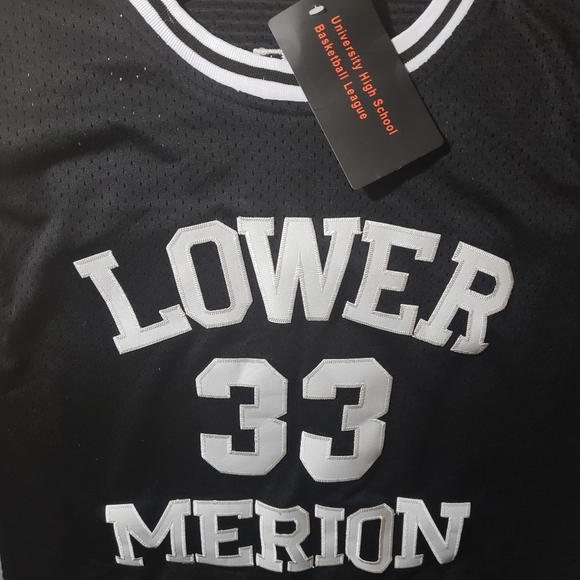 University High School
Basketball League
LOWER
33
MERION